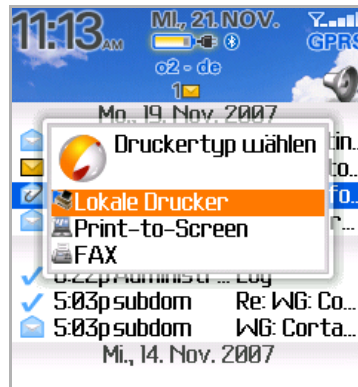 11:13AM MI., 21. NOV. GPRS
o2 - de
1
Mo., 19. Nov. 2007
Druckertyp wählen
Lokale Drucker
Print-to-Screen
FAX
5:03p subdom Re: WG: Co...
5:03p subdom WG: Corta...
Mi., 14. Nov. 2007